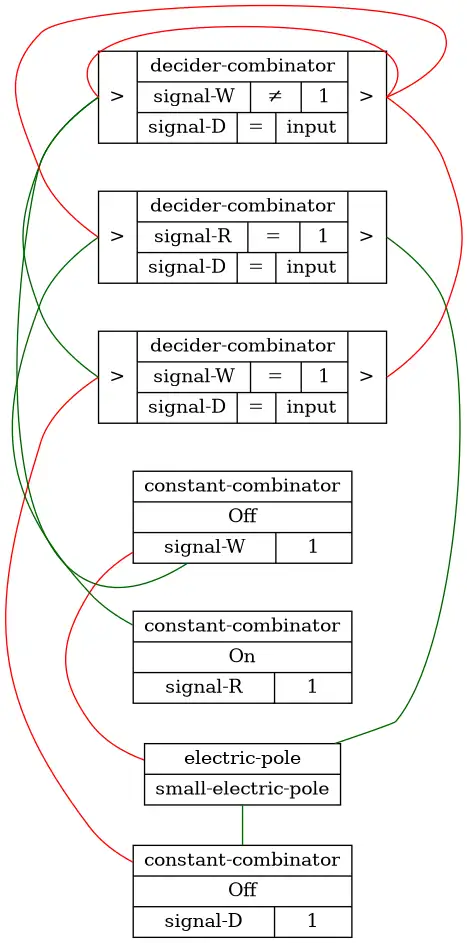 decider-combinator
> signal-W ≠ 1 >
signal-D = input
decider-combinator
> signal-R = 1 >
signal-D = input
decider-combinator
> signal-W = 1 >
signal-D = input
constant-combinator
Off
signal-W 1
constant-combinator
On
signal-R 1
electric-pole
small-electric-pole
constant-combinator
Off
signal-D 1